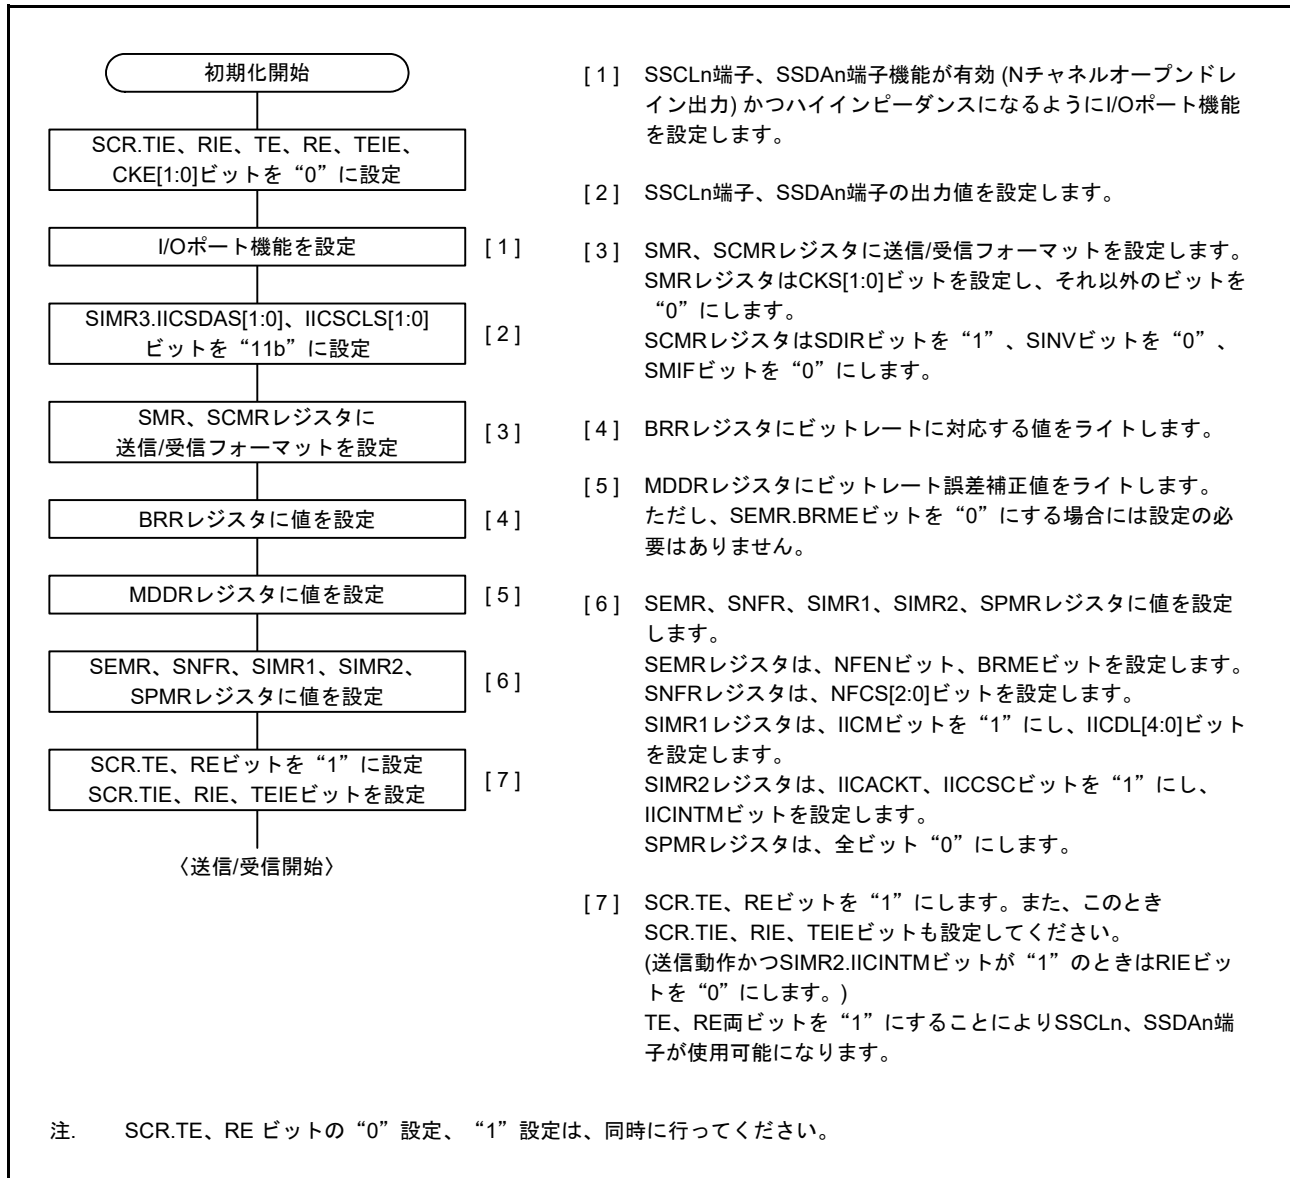 初期化開始
SCR.TIE、RIE、TE、RE、TEIE、
CKE[1:0]ビットを“0”に設定
I/Oポート機能を設定
[ 1 ]
SIMR3.IICSDAS[1:0]、IICSCLS[1:0]
ビットを“11b”に設定
[ 2 ]
SMR、SCMRレジスタに
送信/受信フォーマットを設定
[ 3 ]
BRRレジスタに値を設定
[ 4 ]
MDDRレジスタに値を設定
[ 5 ]
SEMR、SNFR、SIMR1、SIMR2、
SPMRレジスタに値を設定
[ 6 ]
SCR.TE、REビットを“1”に設定
SCR.TIE、RIE、TEIEビットを設定
[ 7 ]
〈送信/受信開始〉
[ 1 ] SSCLn端子、SSDAn端子機能が有効 (Nチャネルオープンドレ
イン出力) かつハイインピーダンスになるようにI/Oポート機能
を設定します。
[ 2 ] SSCLn端子、SSDAn端子の出力値を設定します。
[ 3 ] SMR、SCMRレジスタに送信/受信フォーマットを設定します。
SMRレジスタはCKS[1:0]ビットを設定し、それ以外のビットを
“0”にします。
SCMRレジスタはSDIRビットを“1”、SINVビットを“0”、
SMIFビットを“0”にします。
[ 4 ] BRRレジスタにビットレートに対応する値をライトします。
[ 5 ] MDDRレジスタにビットレート誤差補正値をライトします。
ただし、SEMR.BRMEビットを“0”にする場合には設定の必
要はありません。
[ 6 ] SEMR、SNFR、SIMR1、SIMR2、SPMRレジスタに値を設定
します。
SEMRレジスタは、NFENビット、BRMEビットを設定します。
SNFRレジスタは、NFCS[2:0]ビットを設定します。
SIMR1レジスタは、IICMビットを“1”にし、IICDL[4:0]ビット
を設定します。
SIMR2レジスタは、IICACKT、IICCSCビットを“1”にし、
IICINTMビットを設定します。
SPMRレジスタは、全ビット“0”にします。
[ 7 ] SCR.TE、REビットを“1”にします。また、このとき
SCR.TIE、RIE、TEIEビットも設定してください。
(送信動作かつSIMR2.IICINTMビットが“1”のときはRIEビッ
トを“0”にします。)
TE、RE両ビットを“1”にすることによりSSCLn、SSDAn端
子が使用可能になります。
注. SCR.TE、RE ビットの“0”設定、“1”設定は、同時に行ってください。